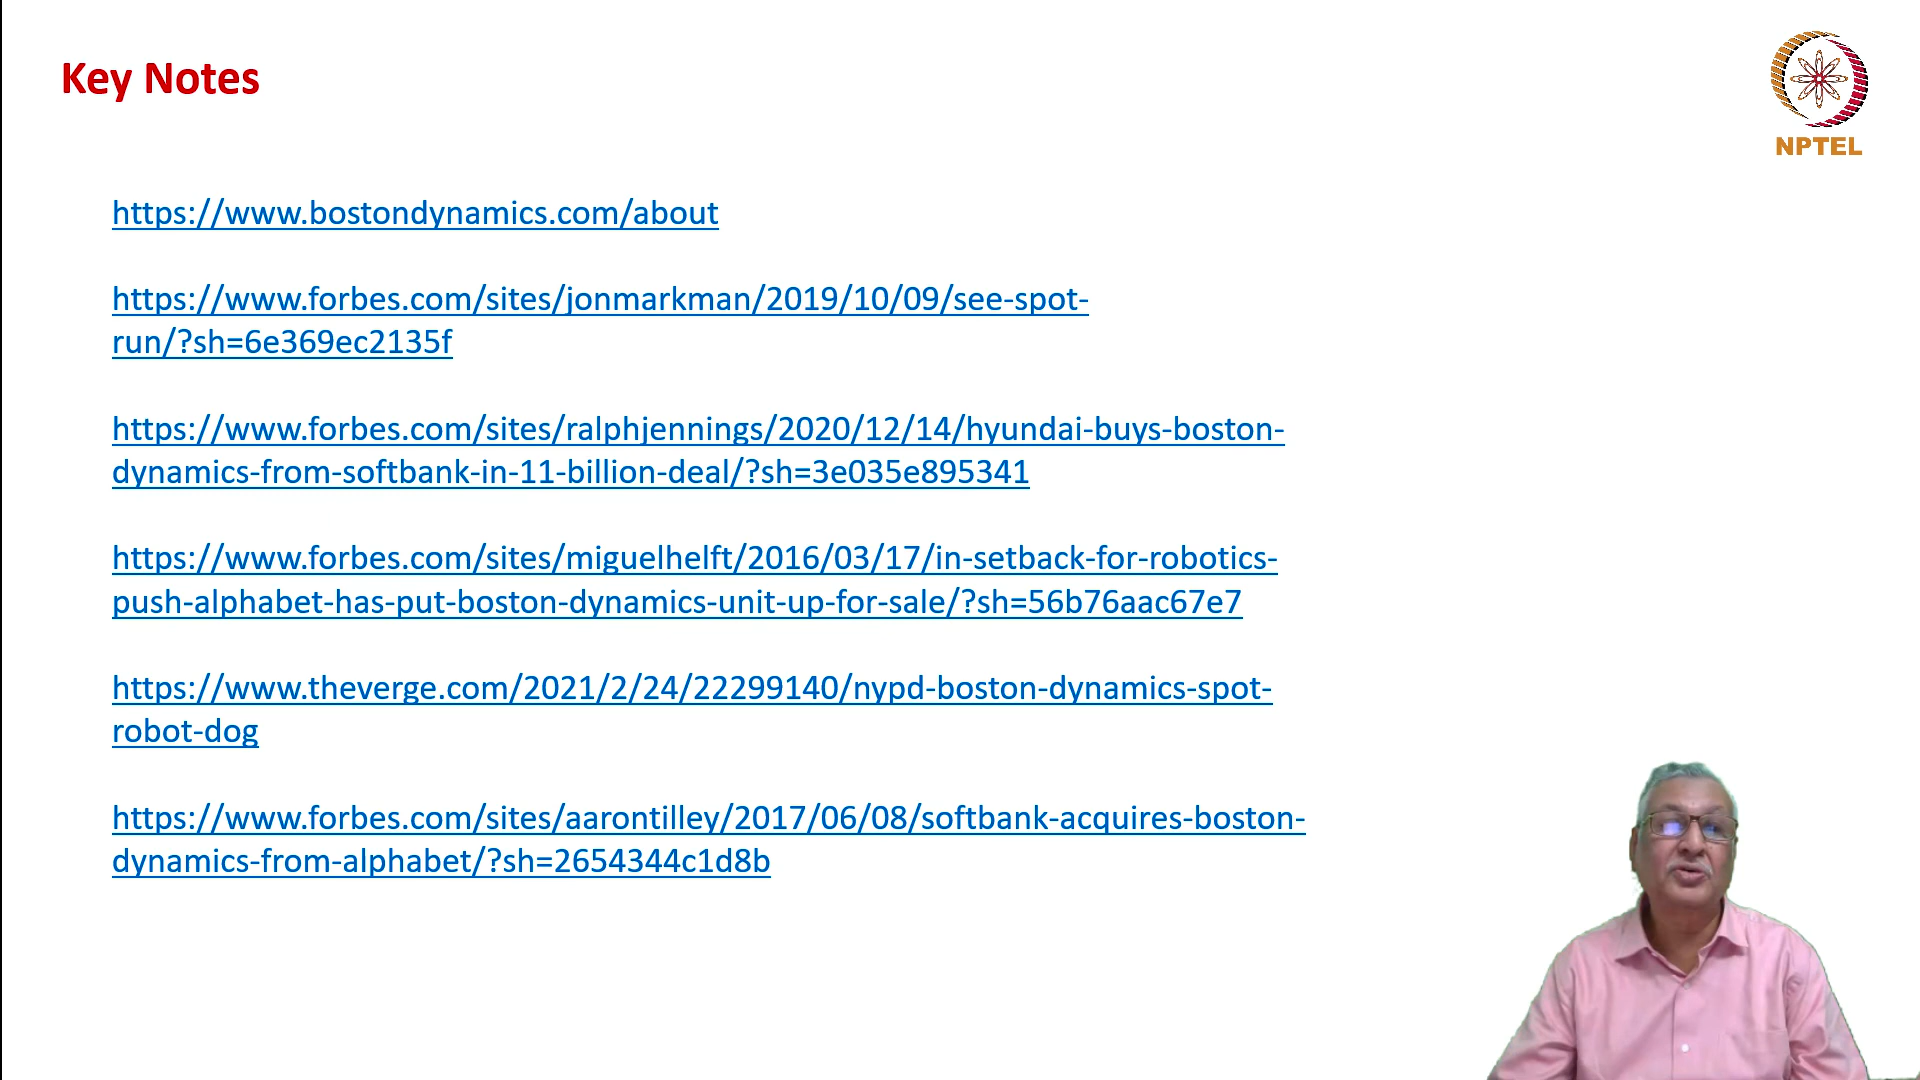 Key Notes
NPTEL
https://www.bostondynamics.com/about
https://www.forbes.com/sites/jonmarkman/2019/10/09/see-spot-
run/?sh=6e369ec2135f
https://www.forbes.com/sites/ralphjennings/2020/12/14/hyundai-buys-boston-
dynamics-from-softbank-in-11-billion-deal/?sh=3e035e895341
https://www.forbes.com/sites/miguelhelft/2016/03/17/in-setback-for-robotics-
push-alphabet-has-put-boston-dynamics-unit-up-for-sale/?sh=56b76aac67e7
https://www.theverge.com/2021/2/24/22299140/nypd-boston-dynamics-spot-
robot-dog
https://www.forbes.com/sites/aarontilley/2017/06/08/softbank-acquires-boston-
dynamics-from-alphabet/?sh=2654344c1d8b